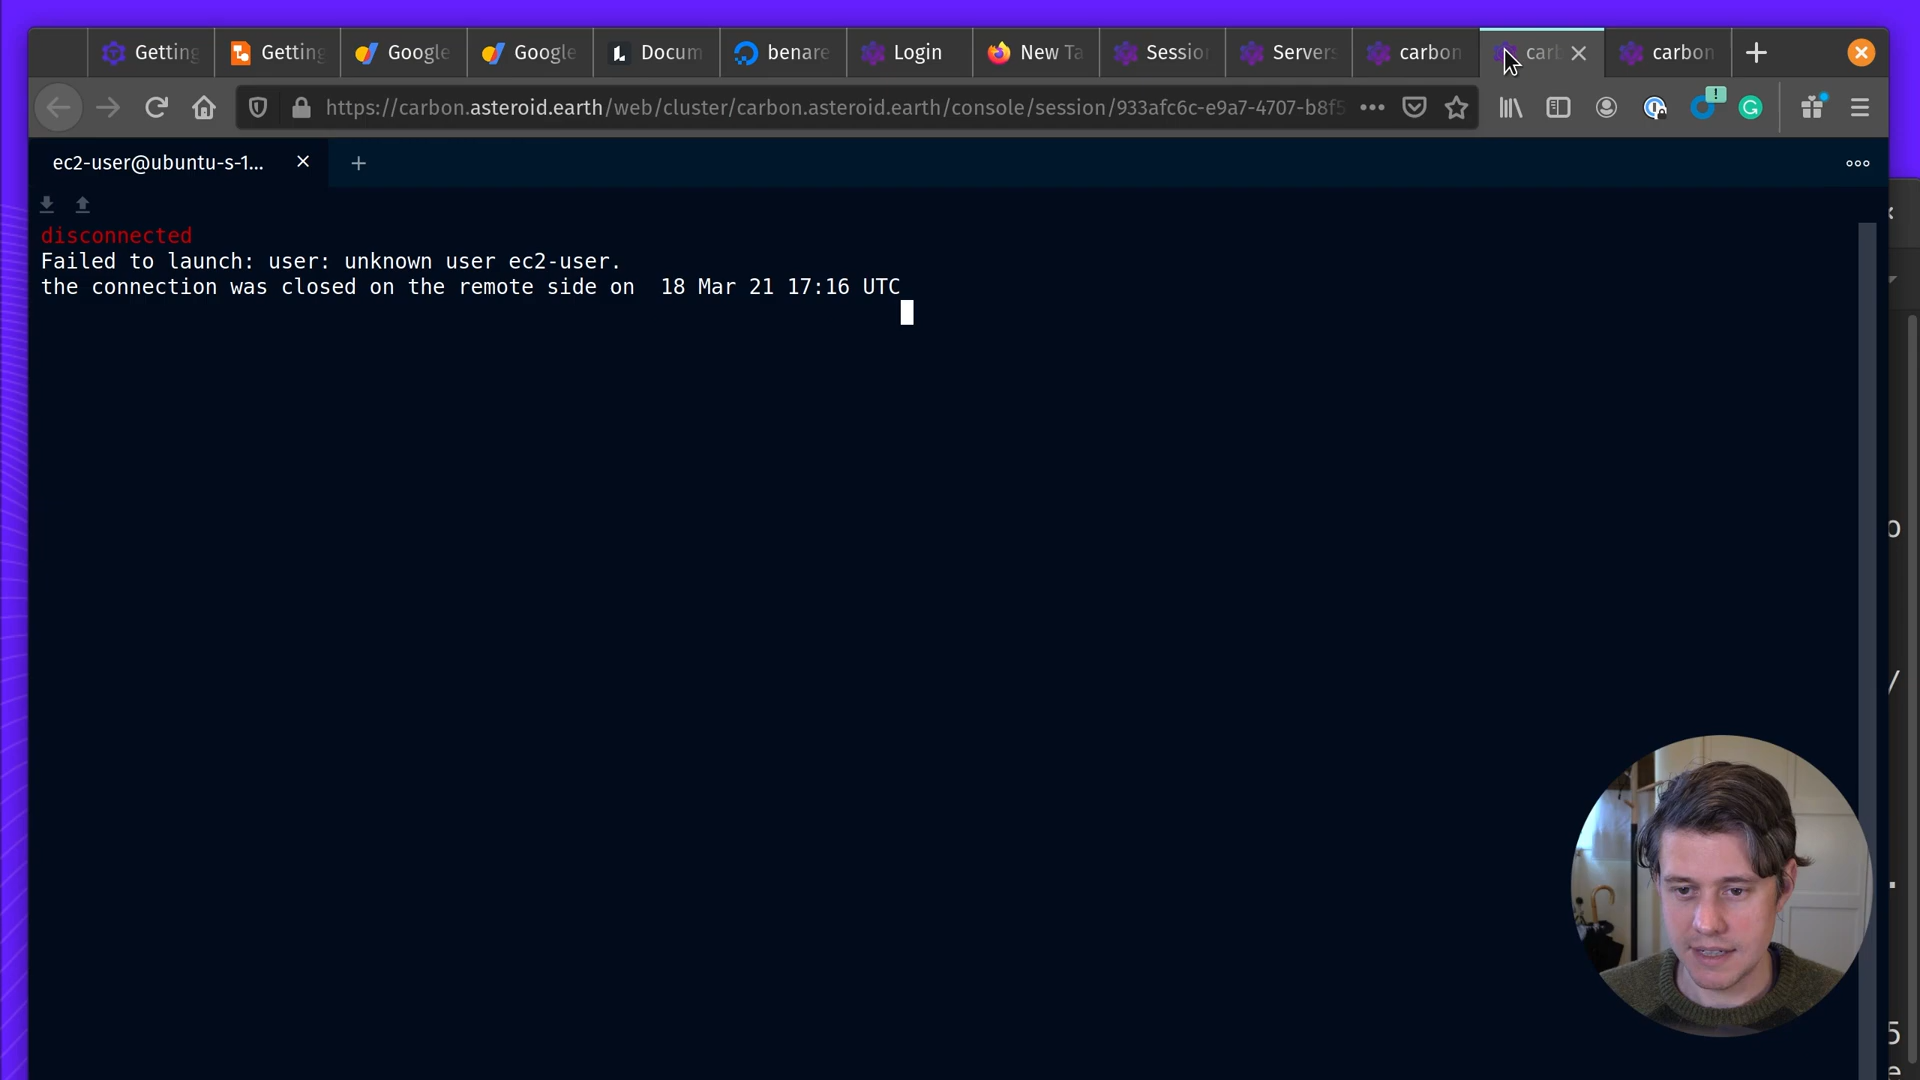 Getting
Getting
Google
Google
Docum
benare
Login
New Ta
Session
Servers
carbon
carb
carbon
https://carbon.asteroid.earth/web/cluster/carbon.asteroid.earth/console/session/933afc6c-e9a7-4707-b8f5
ec2-user@ubuntu-s-1...
disconnected
Failed to launch: user: unknown user ec2-user.
the connection was closed on the remote side on  18 Mar 21 17:16 UTC